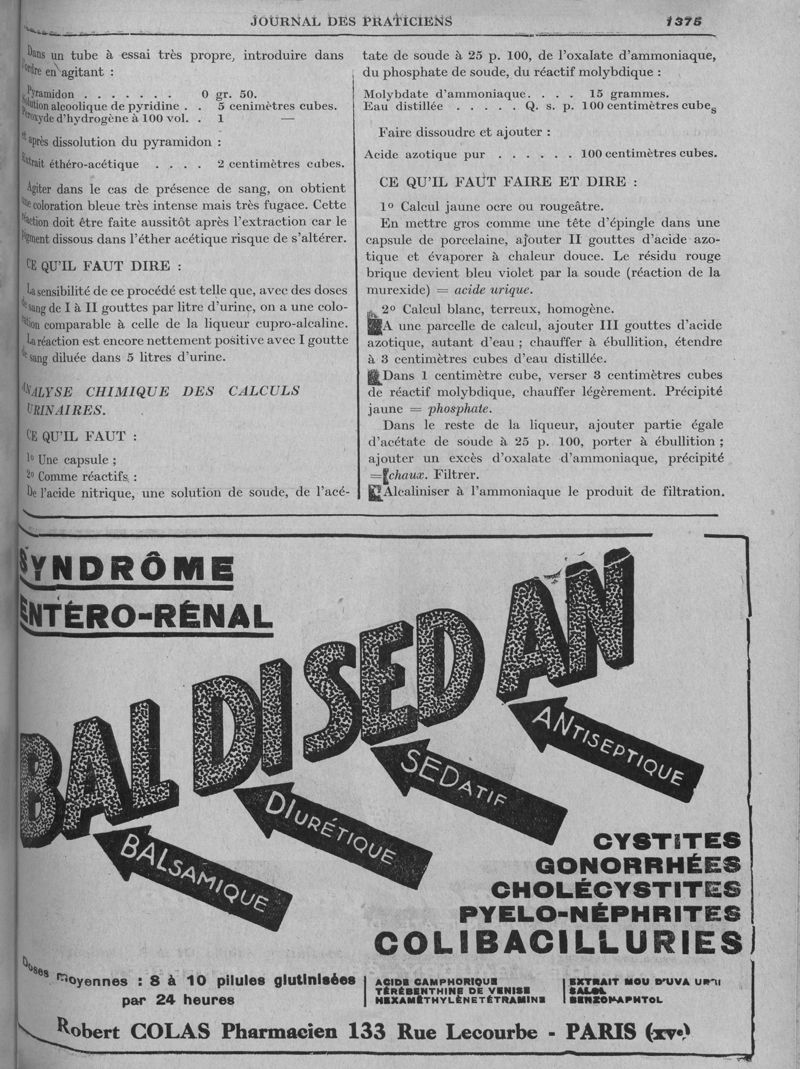 JOURNAL DES PRATICIENS 1375
Dans un tube à essai très propre, introduire dans
l'ordre en agitant :
Pyramidon . . . . . . . 0 gr. 50.
Solution alcoolique de pyridine . . 5 cenimètres cubes.
Peroxyde d'hydrogène à 100 vol. . 1 —
et après dissolution du pyramidon :
Extrait éthéro-acétique . . . . 2 centimètres cubes.
Agiter dans le cas de présence de sang, on obtient
une coloration bleue très intense mais très fugace. Cette
réaction doit être faite aussitôt après l'extraction car le
pigment dissous dans l'éther acétique risque de s'altérer.
CE QU'IL FAUT DIRE :
La sensibilité de ce procédé est telle que, avec des doses
de sang de I à II gouttes par litre d'urine, on a une colo-
ration comparable à celle de la liqueur cupro-alcaline.
La réaction est encore nettement positive avec I goutte
de sang diluée dans 5 litres d'urine.
ANALYSE CHIMIQUE DES CALCULS
URINAIRES.
CE QU'IL FAUT :
1º Une capsule ;
2º Comme réactifs :
De l'acide nitrique, une solution de soude, de l'acé-
tate de soude à 25 p. 100, de l'oxalate d'ammoniaque,
du phosphate de soude, du réactif molybdique :
Molybdate d'ammoniaque. . . . 15 grammes.
Eau distillée . . . . . Q. s. p. 100 centimètres cubes
Faire dissoudre et ajouter :
Acide azotique pur . . . . . . 100 centimètres cubes.
CE QU'IL FAUT FAIRE ET DIRE :
1º Calcul jaune ocre ou rougeâtre.
En mettre gros comme une tête d'épingle dans une
capsule de porcelaine, ajouter II gouttes d'acide azo-
tique et évaporer à chaleur douce. Le résidu rouge
brique devient bleu violet par la soude (réaction de la
murexide) = acide urique.
2º Calcul blanc, terreux, homogène.
A une parcelle de calcul, ajouter III gouttes d'acide
azotique, autant d'eau ; chauffer à ébullition, étendre
à 3 centimètres cubes d'eau distillée.
Dans 1 centimètre cube, verser 3 centimètres cubes
de réactif molybdique, chauffer légèrement. Précipité
jaune = phosphate.
Dans le reste de la liqueur, ajouter partie égale
d'acétate de soude à 25 p. 100, porter à ébullition ;
ajouter un excès d'oxalate d'ammoniaque, précipité
= chaux. Filtrer.
Alcaliniser à l'ammoniaque le produit de filtration.
SYNDRÔME
ENTÉRO-RÉNAL
BALDISEDAN
BALSAMIQUE
DIURÉTIQUE
SÉDATIF
ANTISEPTIQUE
CYSTITES
GONORRHÉES
CHOLÉCYSTITES
PYELO-NÉPHRITES
COLIBACILLURIES
Doses moyennes : 8 à 10 pilules glutinisées
par 24 heures
ACIDE CAMPHORIQUE
TÉRÉBENTHINE DE VENISE
HEXAMÉTHYLÈNETÉTRAMINE
EXTRAIT MOU D'UVA URSI
SALOL
BENZONAPHTOL
Robert COLAS Pharmacien 133 Rue Lecourbe - PARIS (XVe)